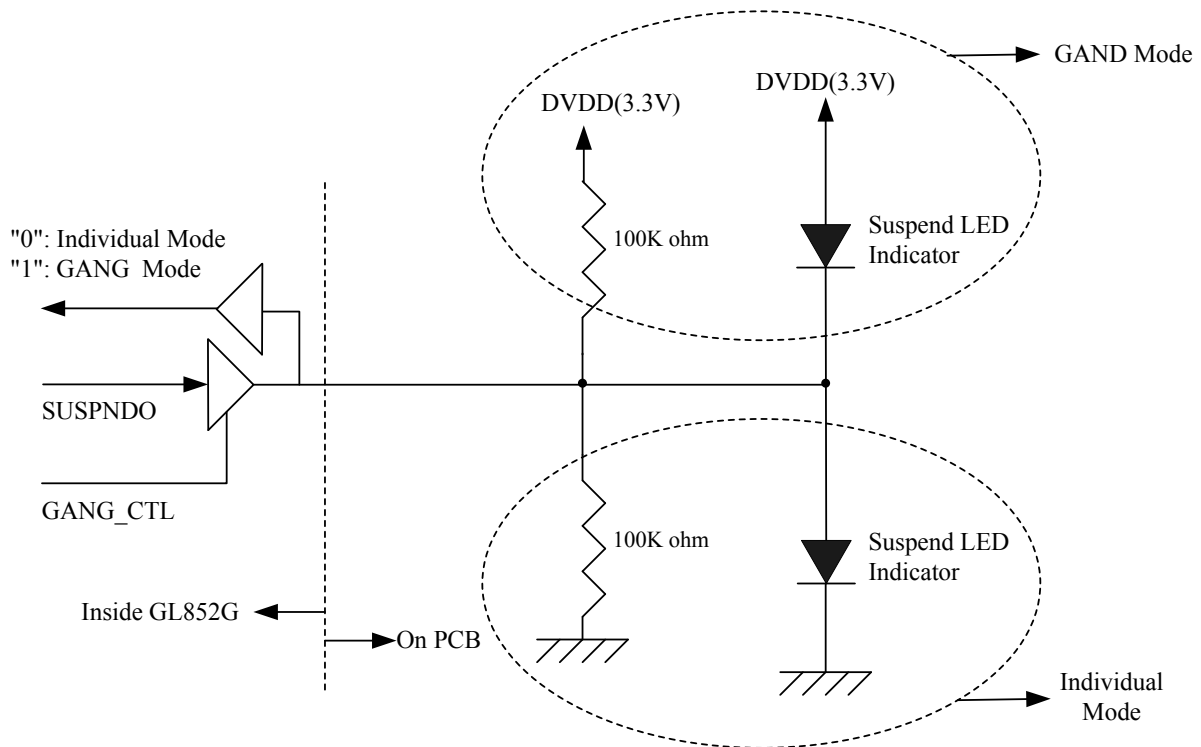 GAND Mode
DVDD(3.3V)
DVDD(3.3V)
"0": Individual Mode
"1": GANG Mode
100K ohm
Suspend LED
Indicator
SUSPNDO
GANG_CTL
100K ohm
Suspend LED
Indicator
Inside GL852G
On PCB
Individual
Mode